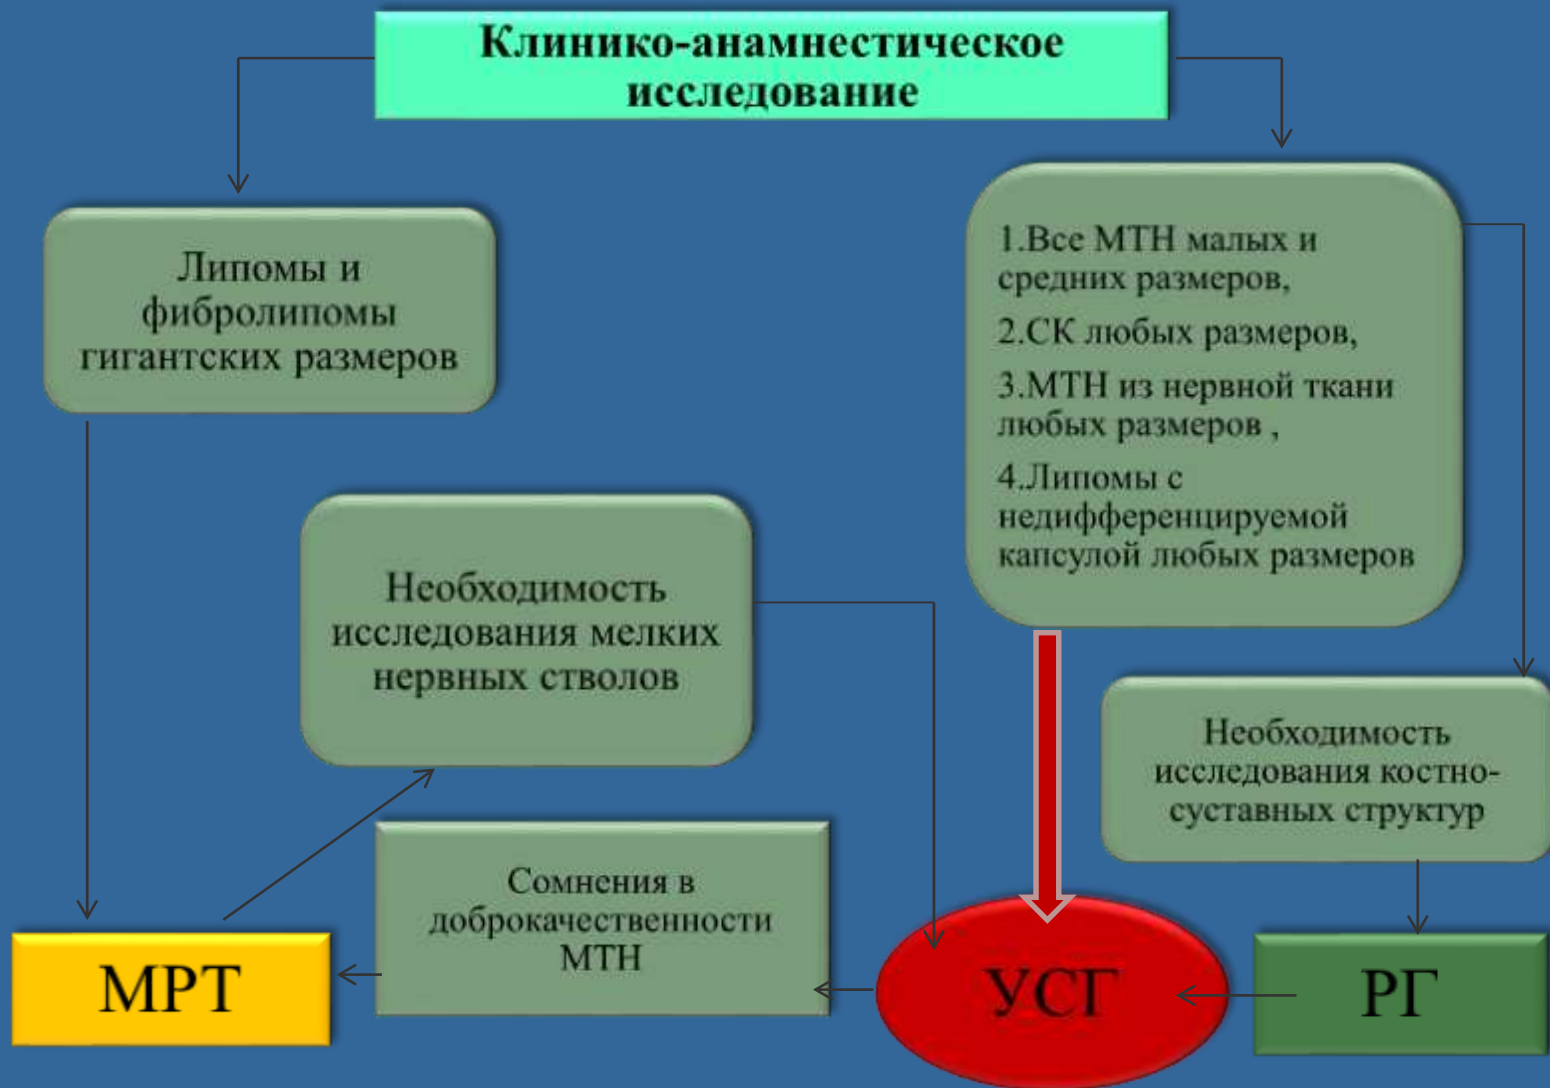 Клинико-анамнестическое
исследование
Липомы и
фибролипомы
гигантских размеров
1.Все МТН малых и
средних размеров,
2.СК любых размеров,
3.МТН из нервной ткани
любых размеров ,
4.Липомы с
недифференцируемой
капсулой любых размеров
Необходимость
исследования мелких
нервных стволов
Необходимость
исследования костно-
суставных структур
Сомнения в
доброкачественности
МТН
МРТ
УСГ
РГ